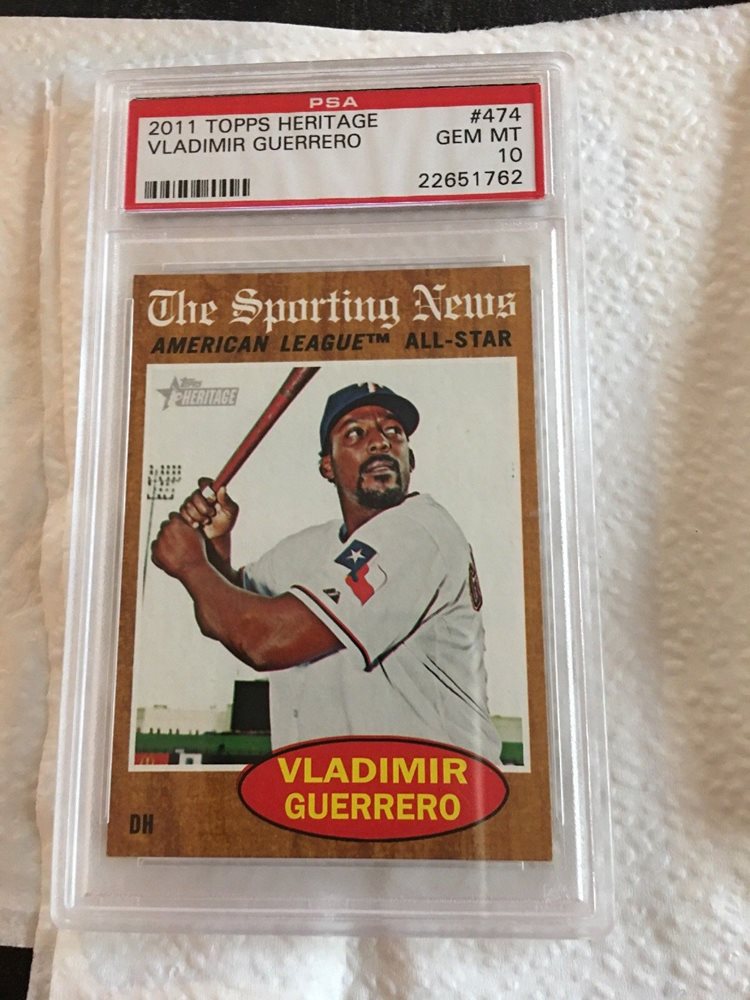 PSA
2011 TOPPS HERITAGE #474
VLADIMIR GUERRERO GEM MT
10
22651762
The Sporting News
AMERICAN LEAGUE™ ALL-STAR
Topps
HERITAGE
VLADIMIR
GUERRERO
DH